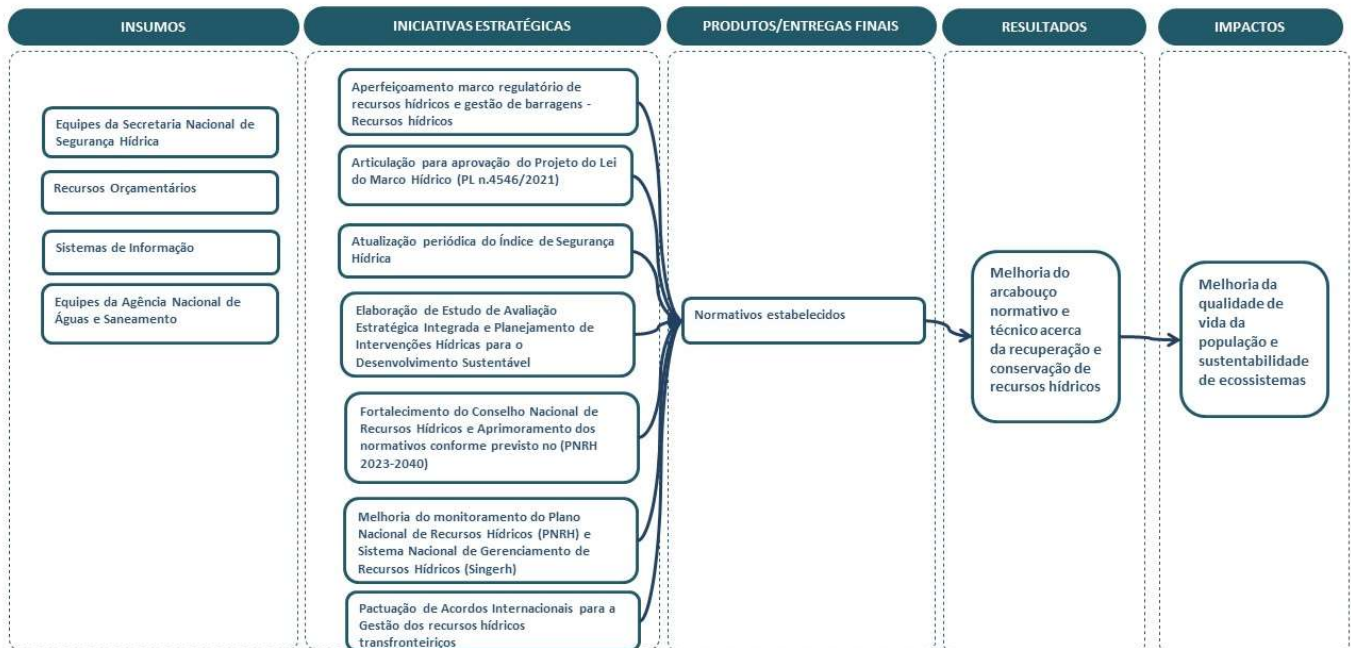 INSUMOS
INICIATIVAS ESTRATÉGICAS
PRODUTOS/ENTREGAS FINAIS
RESULTADOS
IMPACTOS
Equipes da Secretaria Nacional de
Segurança Hídrica
Recursos Orçamentários
Sistemas de Informação
Equipes da Agência Nacional de
Águas e Saneamento
Aperfeiçoamento marco regulatório de
recursos hídricos e gestão de barragens -
Recursos hídricos
Articulação para aprovação do Projeto do Lei
do Marco Hídrico (PL n.4546/2021)
Atualização periódica do Índice de Segurança
Hídrica
Elaboração de Estudo de Avaliação
Estratégica Integrada e Planejamento de
Intervenções Hídricas para o
Desenvolvimento Sustentável
Fortalecimento do Conselho Nacional de
Recursos Hídricos e Aprimoramento dos
normativos conforme previsto no (PNRH
2023-2040)
Melhoria do monitoramento do Plano
Nacional de Recursos Hídricos (PNRH) e
Sistema Nacional de Gerenciamento de
Recursos Hídricos (Singerh)
Pactuação de Acordos Internacionais para a
Gestão dos recursos hídricos
transfronteiriços
Normativos estabelecidos
Melhoria do
arcabouço
normativo e
técnico acerca
da recuperação e
conservação de
recursos hídricos
Melhoria da
qualidade de
vida da
população e
sustentabilidade
de ecossistemas